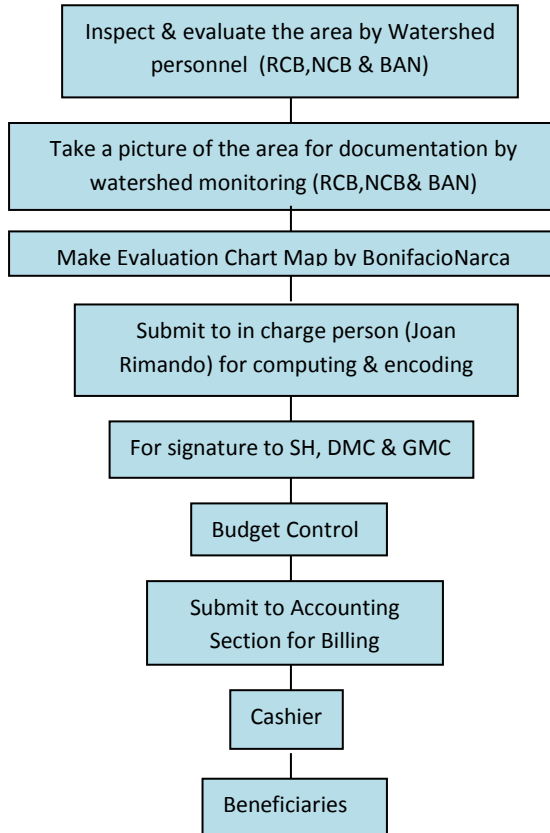 Inspect & evaluate the area by Watershed
personnel (RCB,NCB & BAN)
Take a picture of the area for documentation by
watershed monitoring (RCB,NCB& BAN)
Make Evaluation Chart Map by BonifacioNarca
Submit to in charge person (Joan
Rimando) for computing & encoding
For signature to SH, DMC & GMC
Budget Control
Submit to Accounting
Section for Billing
Cashier
Beneficiaries